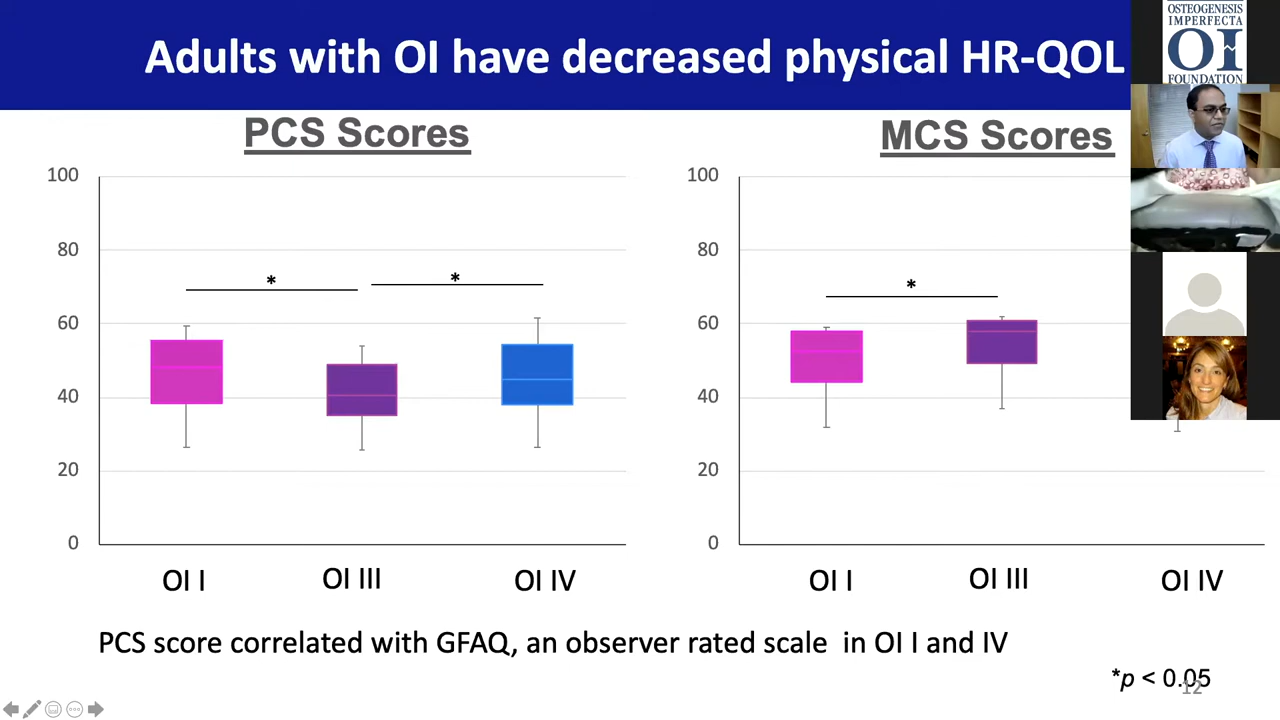 Adults with OI have decreased physical HR-QOL
OSTEOGENESIS
IMPERFECTA
OI
FOUNDATION
PCS Scores
100
80
60
40
20
0
*
*
OI I
OI III
OI IV
MCS Scores
100
80
60
40
20
0
*
OI I
OI III
OI IV
PCS score correlated with GFAQ, an observer rated scale in OI I and IV
*p < 0.05
12